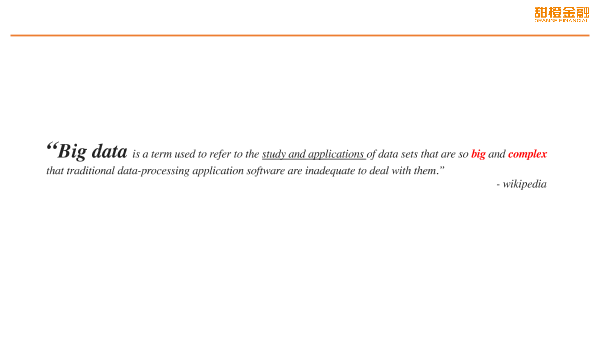 甜橙金融
ORANGE FINANCIAL
“Big data is a term used to refer to the study and applications of data sets that are so big and complex
that traditional data-processing application software are inadequate to deal with them.”
- wikipedia